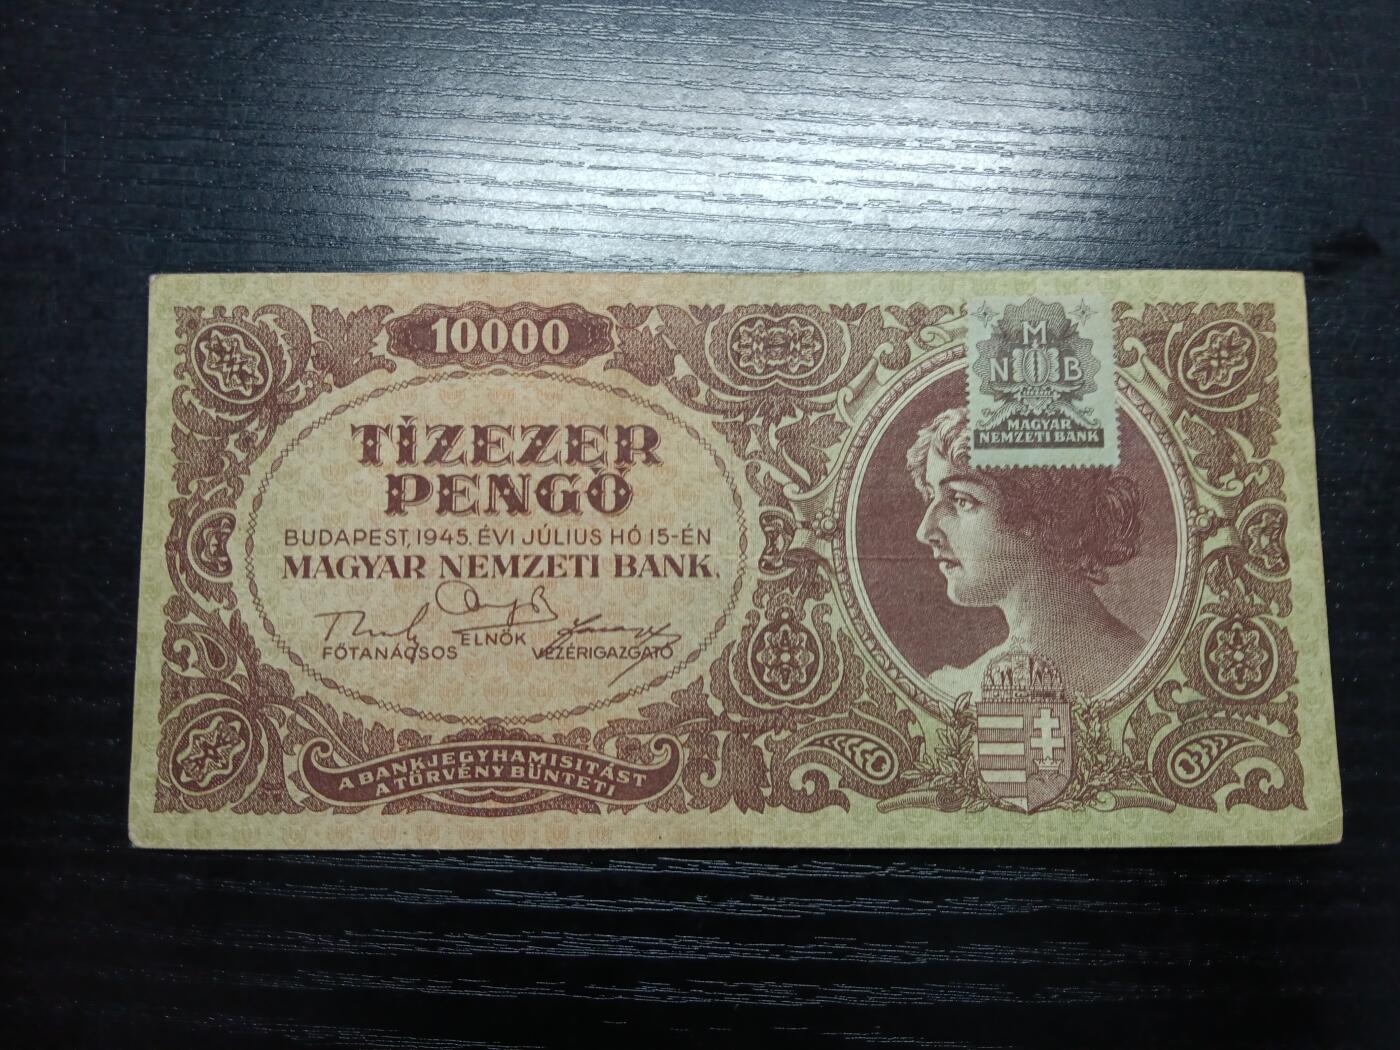 10000
TÍZEZER
PENGŐ
BUDAPEST, 1945. ÉVI JÚLIUS HÓ 15-ÉN
MAGYAR NEMZETI BANK.
FŐTANÁCSOS ELNÖK VEZÉRIGAZGATÓ
A BANKJEGYHAMISITÁST
A TÖRVÉNY BÜNTETI
M
N B
MAGYAR
NEMZETI BANK